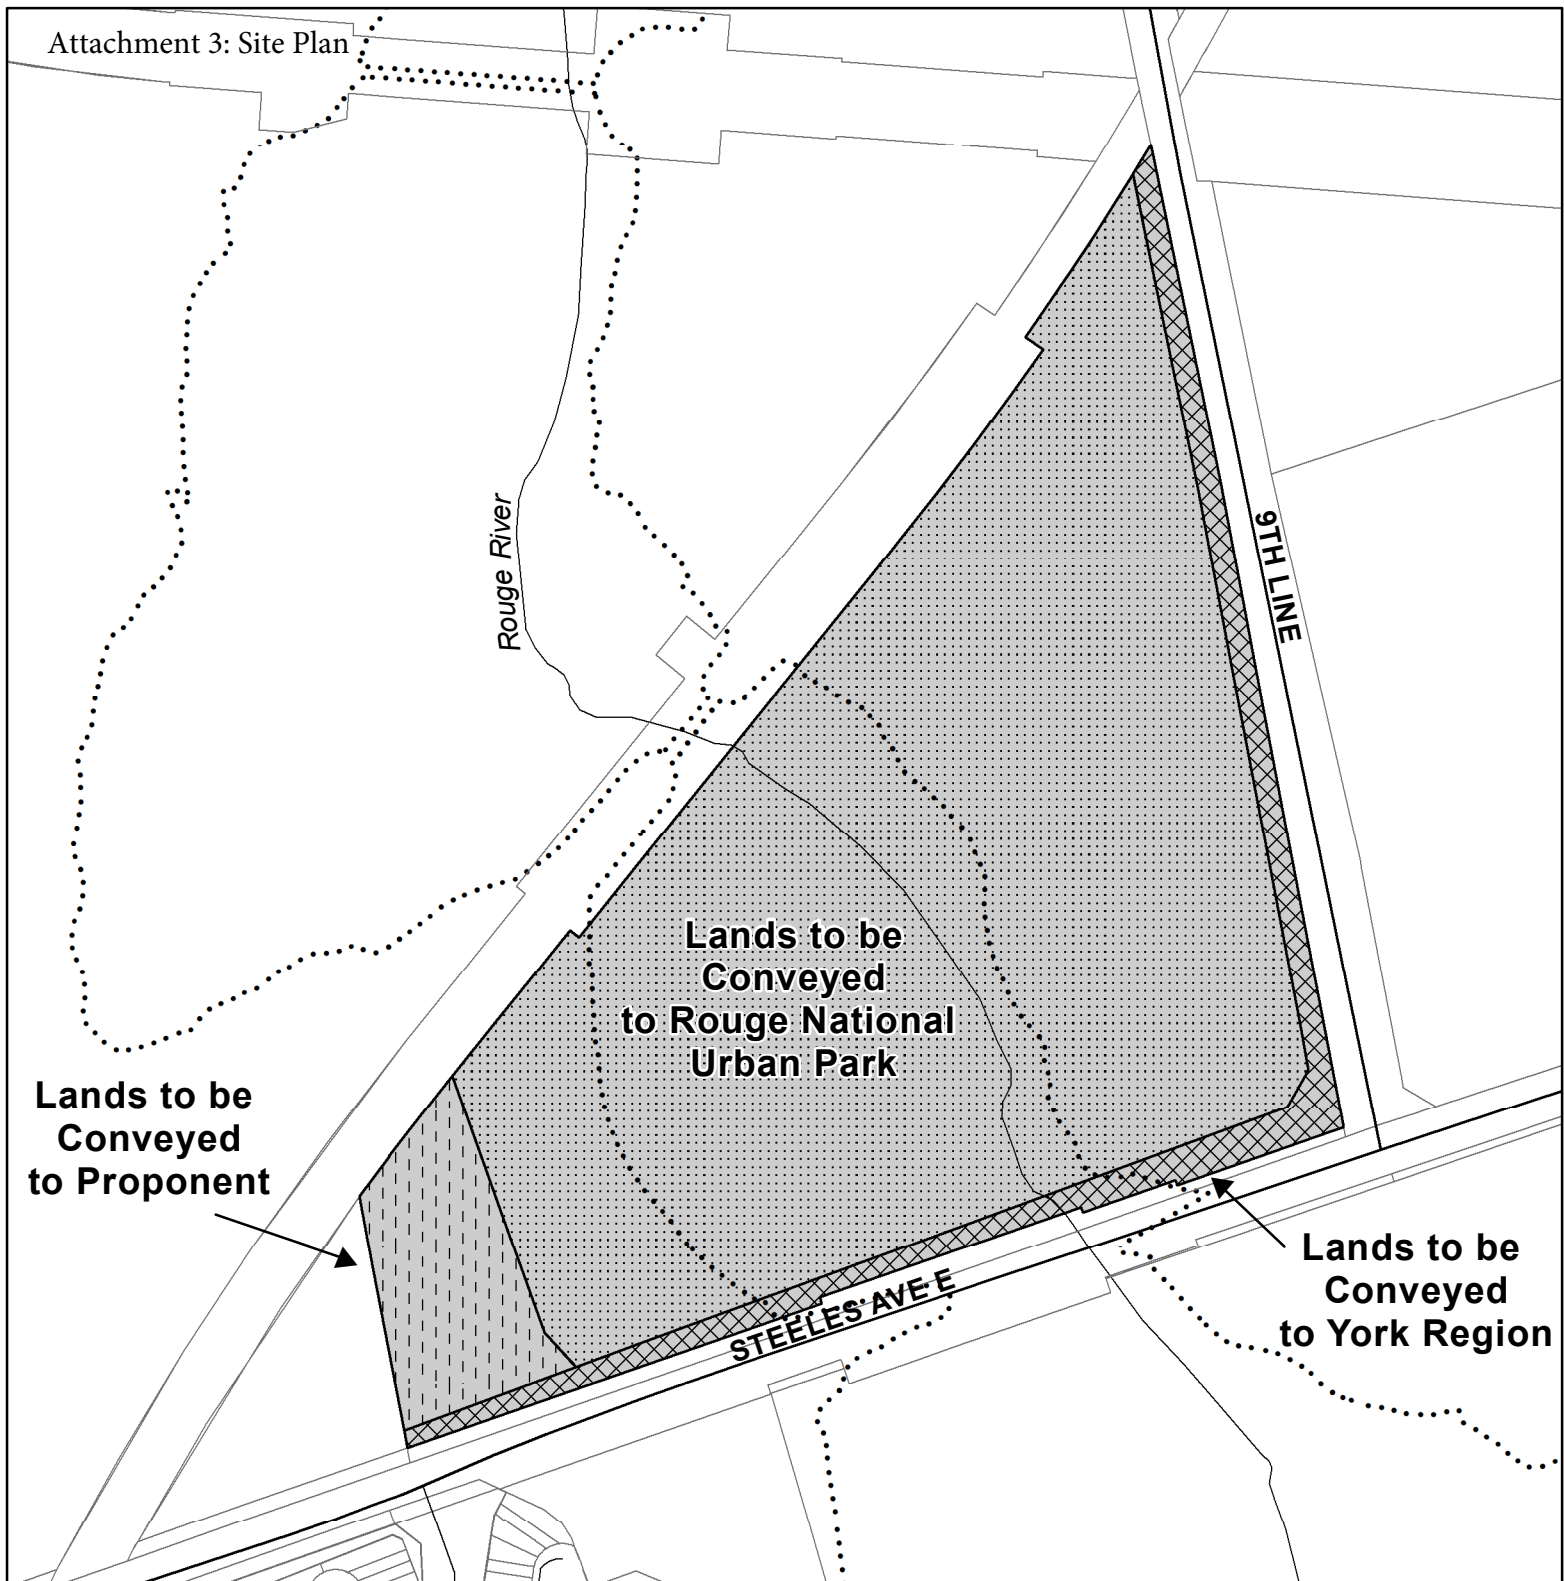 Attachment 3: Site Plan
Rouge River
9TH LINE
Lands to be
Conveyed
to Rouge National
Urban Park
Lands to be
Conveyed
to Proponent
Lands to be
Conveyed
to York Region
STEELES AVE E